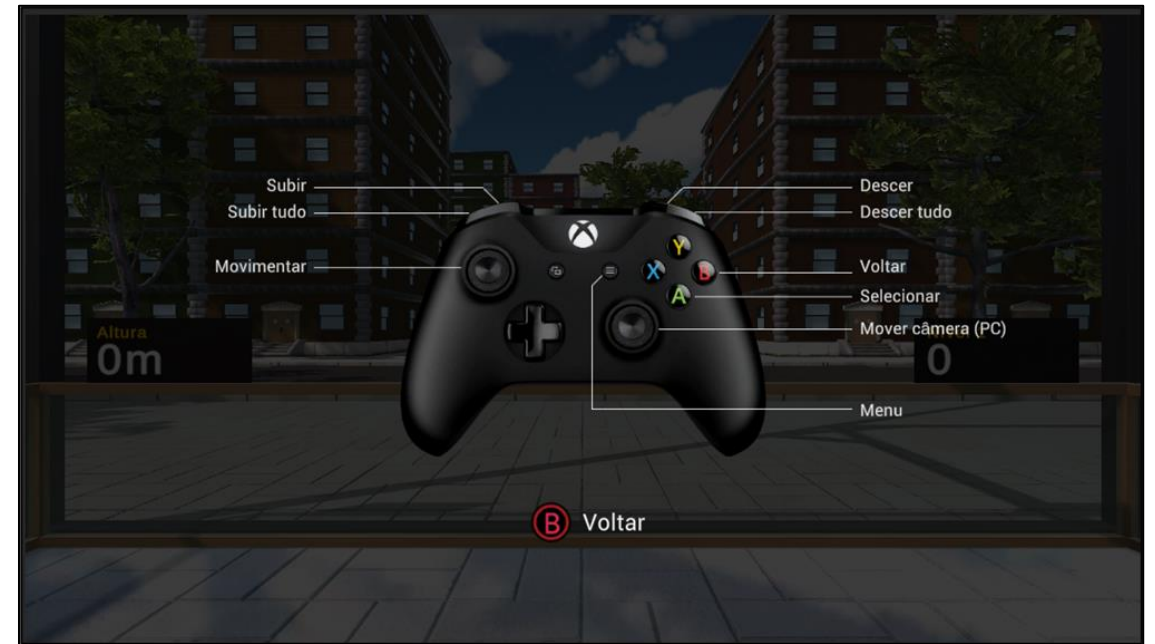 Subir
Subir tudo
Movimentar
Descer
Descer tudo
Voltar
Selecionar
Mover câmera (PC)
Menu
Y
X
B
A
Altura
0m
0
B Voltar